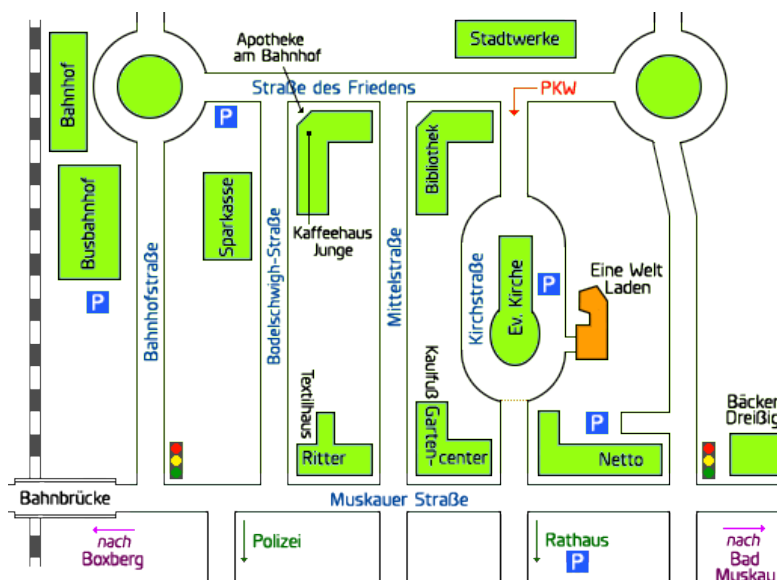 Apotheke
am Bahnhof
Stadtwerke
Bahnhof
Straße des Friedens
PKW
P
Bibliothek
Sparkasse
Busbahnhof
Kaffeehaus
Junge
Bahnhofstraße
Bodelschwigh-Straße
Mittelstraße
Kirchstraße
Ev. Kirche
P
Eine Welt
Laden
P
Textilhaus
Ritter
Kaulfuß Garten-
center
P
Netto
Bäcker
Dreißig
Bahnbrücke
Muskauer Straße
nach
Boxberg
Polizei
Rathaus
P
nach
Bad
Muskau